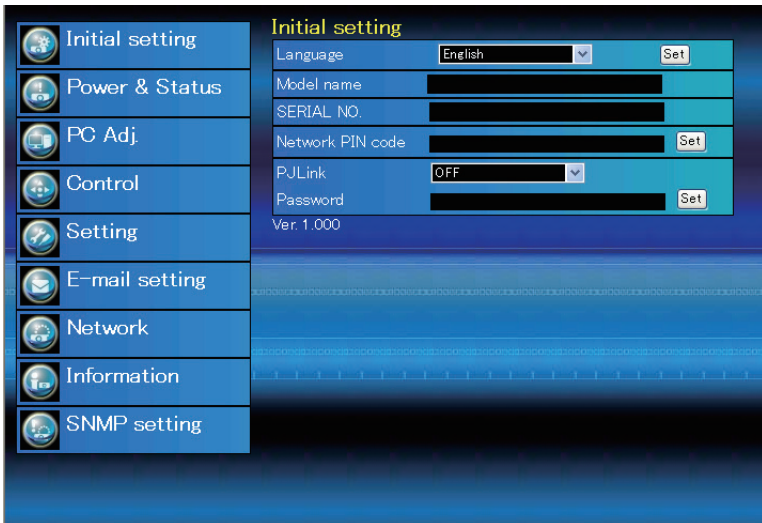 Initial setting
Power & Status
PC Adj.
Control
Setting
E-mail setting
Network
Information
SNMP setting
Initial setting
Language English Set
Model name
SERIAL NO.
Network PIN code Set
PJLink OFF
Password Set
Ver. 1.000